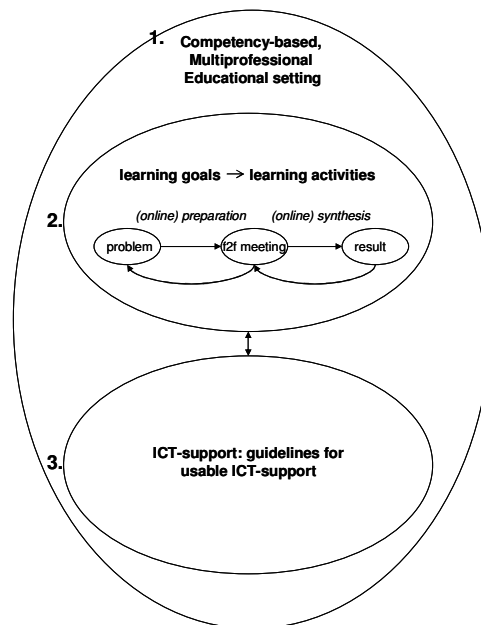 1. Competency-based,
Multiprofessional
Educational setting
learning goals → learning activities
2.
(online) preparation (online) synthesis
problem f2f meeting result
3.
ICT-support: guidelines for
usable ICT-support